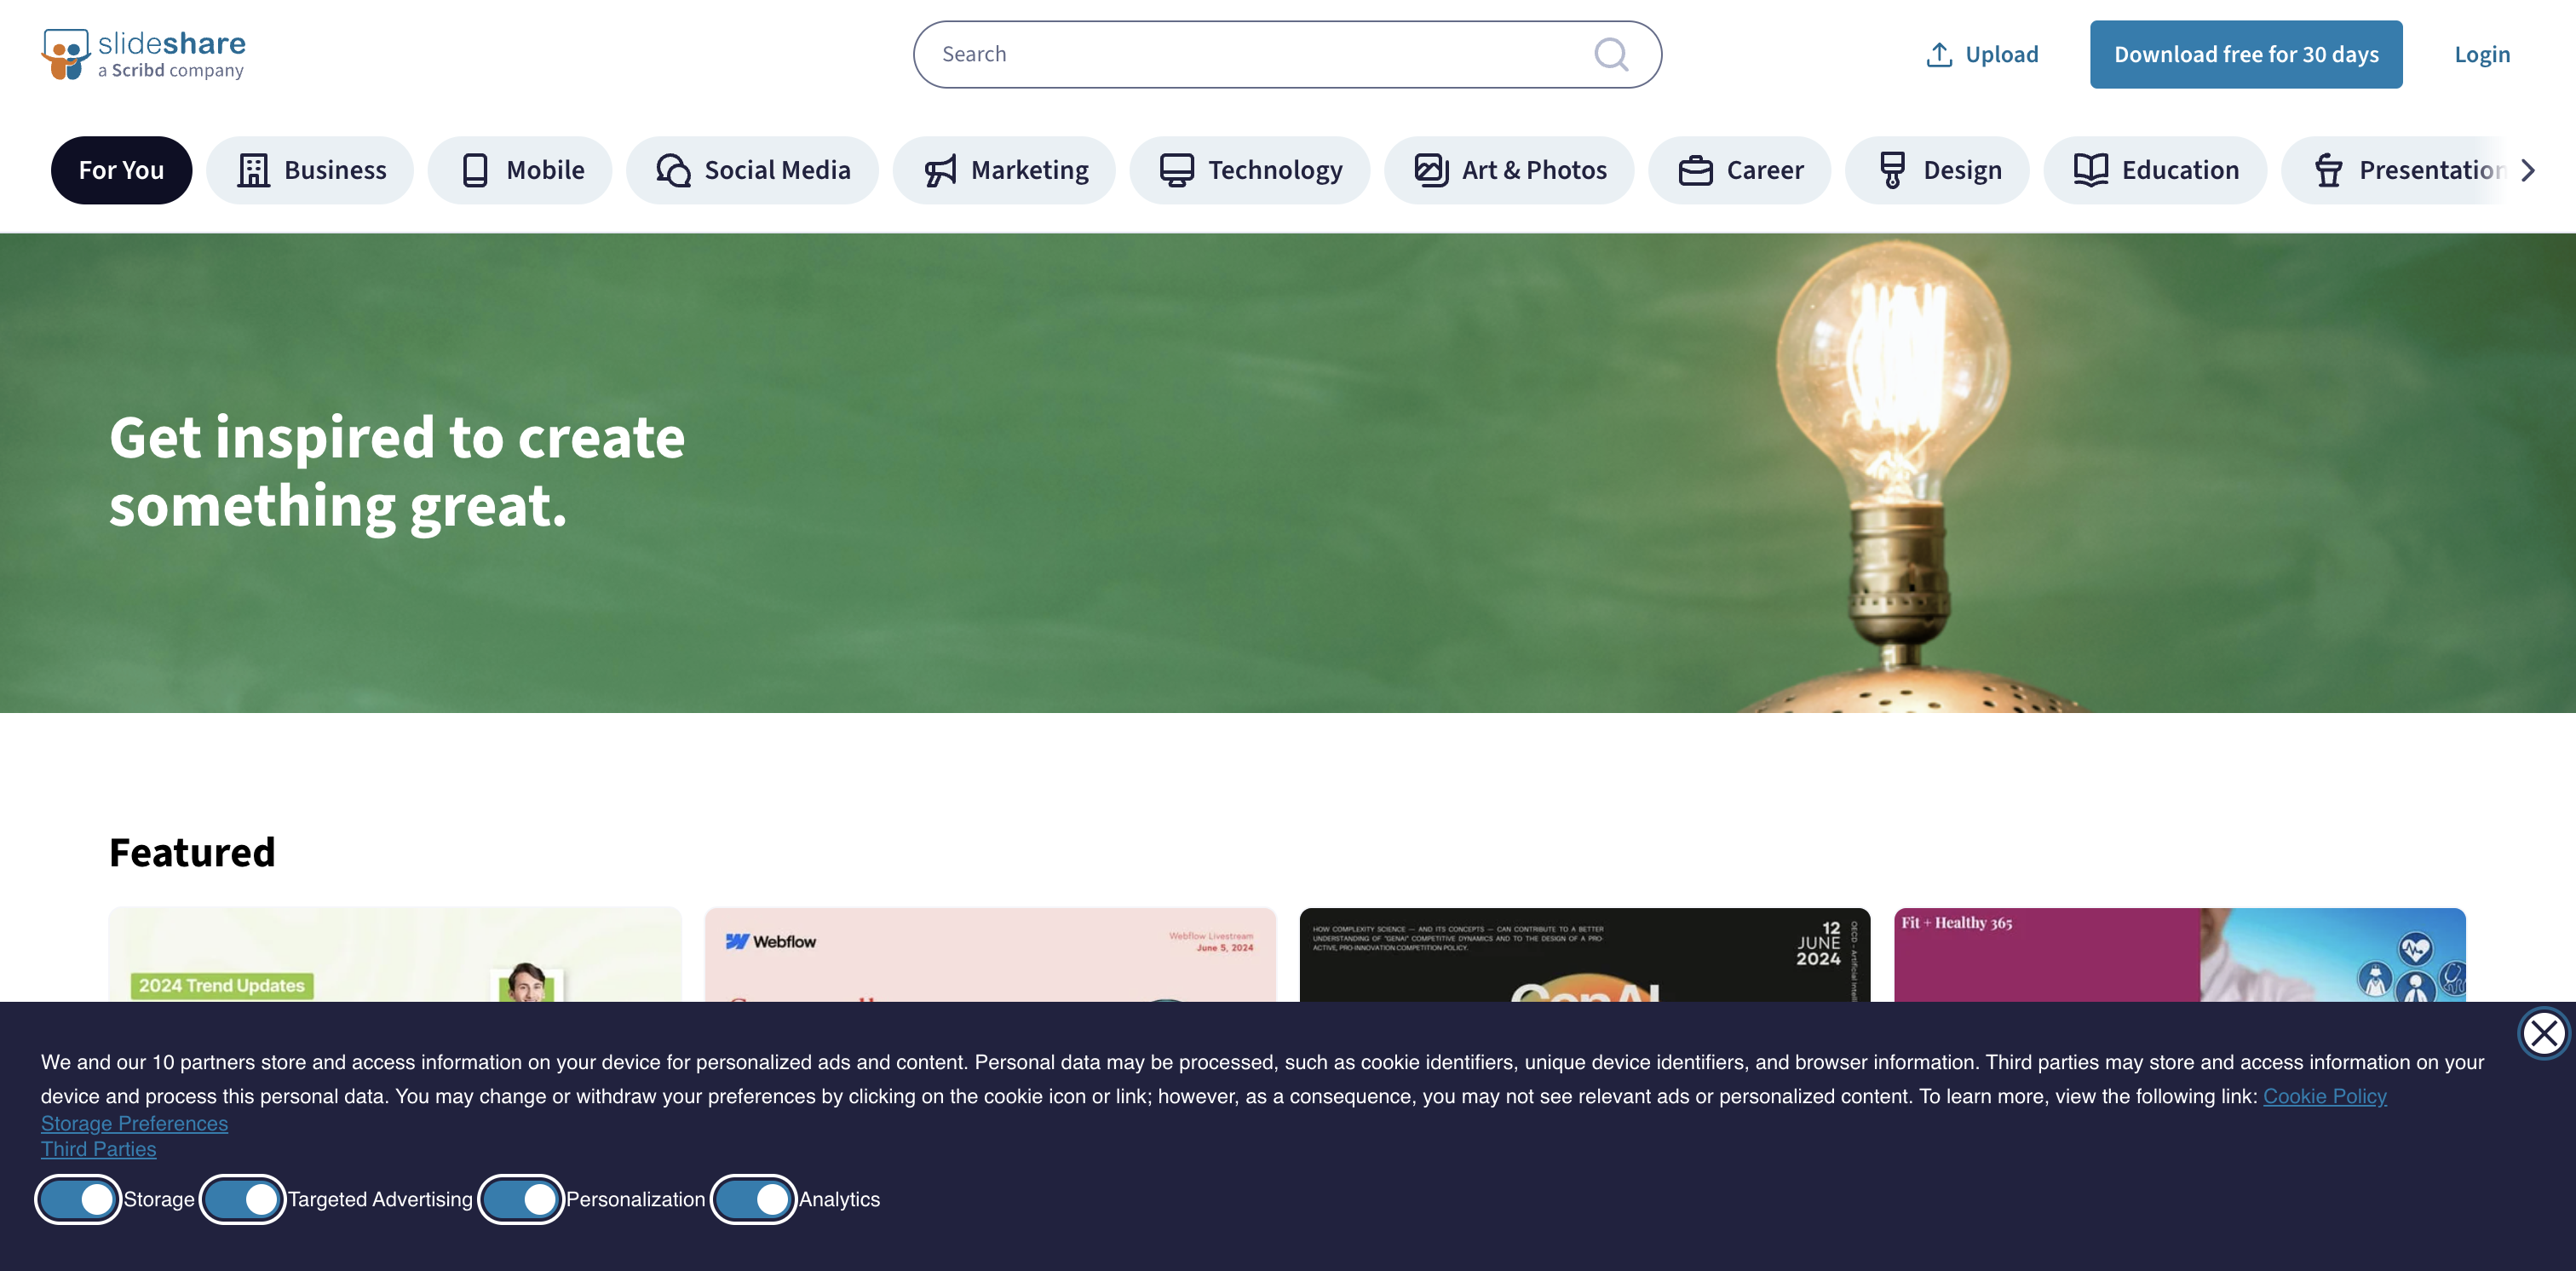 slideshare
a Scribd company
Search
Upload
Download free for 30 days
Login
For You
Business
Mobile
Social Media
Marketing
Technology
Art & Photos
Career
Design
Education
Presentation
Get inspired to create
something great.
Featured
2024 Trend Updates
Webflow
Webflow Livestream
June 5, 2024
HOW COMPLEXITY SCIENCE — AND ITS CONCEPTS — CAN CONTRIBUTE TO A BETTER
UNDERSTANDING OF "GENAI" COMPETITIVE DYNAMICS AND TO THE DESIGN OF A PRO-
ACTIVE, PRO-INNOVATION COMPETITION POLICY.
12
JUNE
2024
GenAI
Fit + Healthy 365
We and our 10 partners store and access information on your device for personalized ads and content. Personal data may be processed, such as cookie identifiers, unique device identifiers, and browser information. Third parties may store and access information on your
device and process this personal data. You may change or withdraw your preferences by clicking on the cookie icon or link; however, as a consequence, you may not see relevant ads or personalized content. To learn more, view the following link: Cookie Policy
Storage Preferences
Third Parties
Storage
Targeted Advertising
Personalization
Analytics